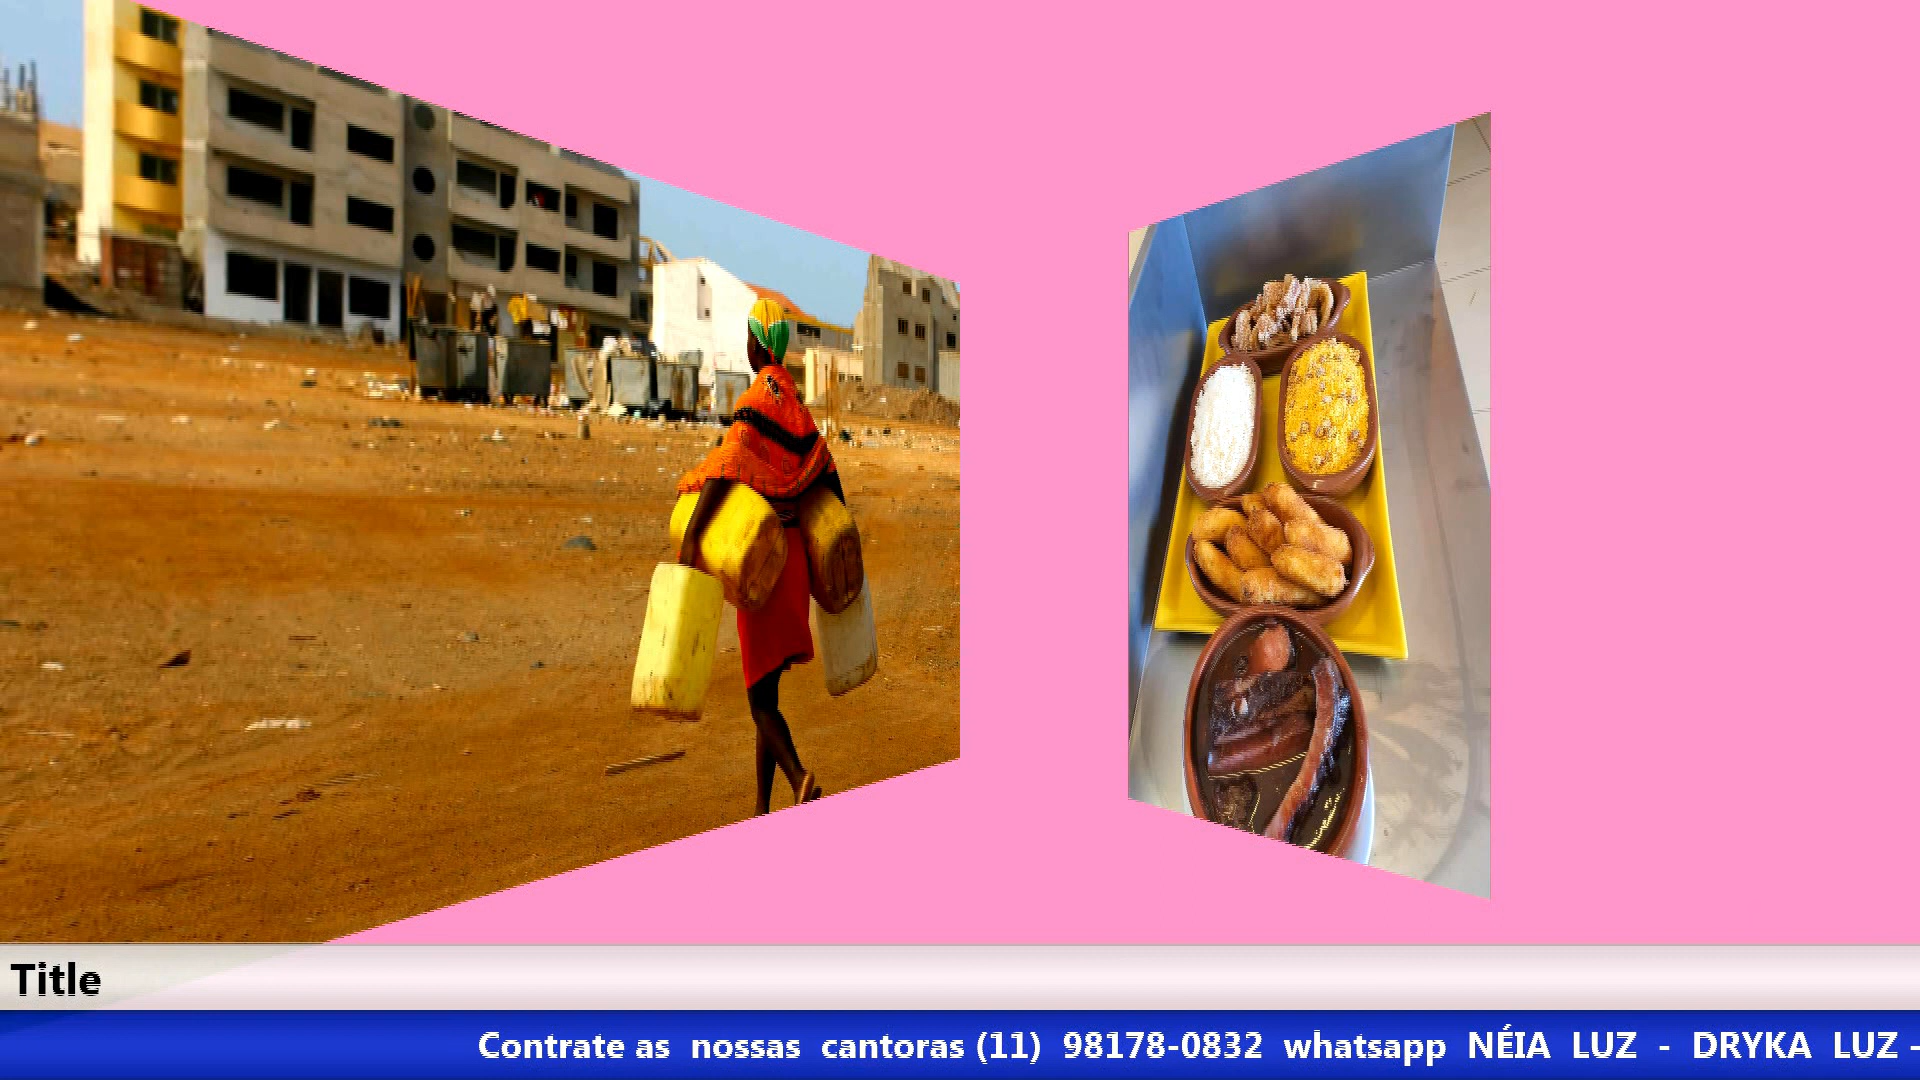 Title
Contrate as nossas cantoras (11) 98178-0832 whatsapp NÉIA LUZ - DRYKA LUZ -